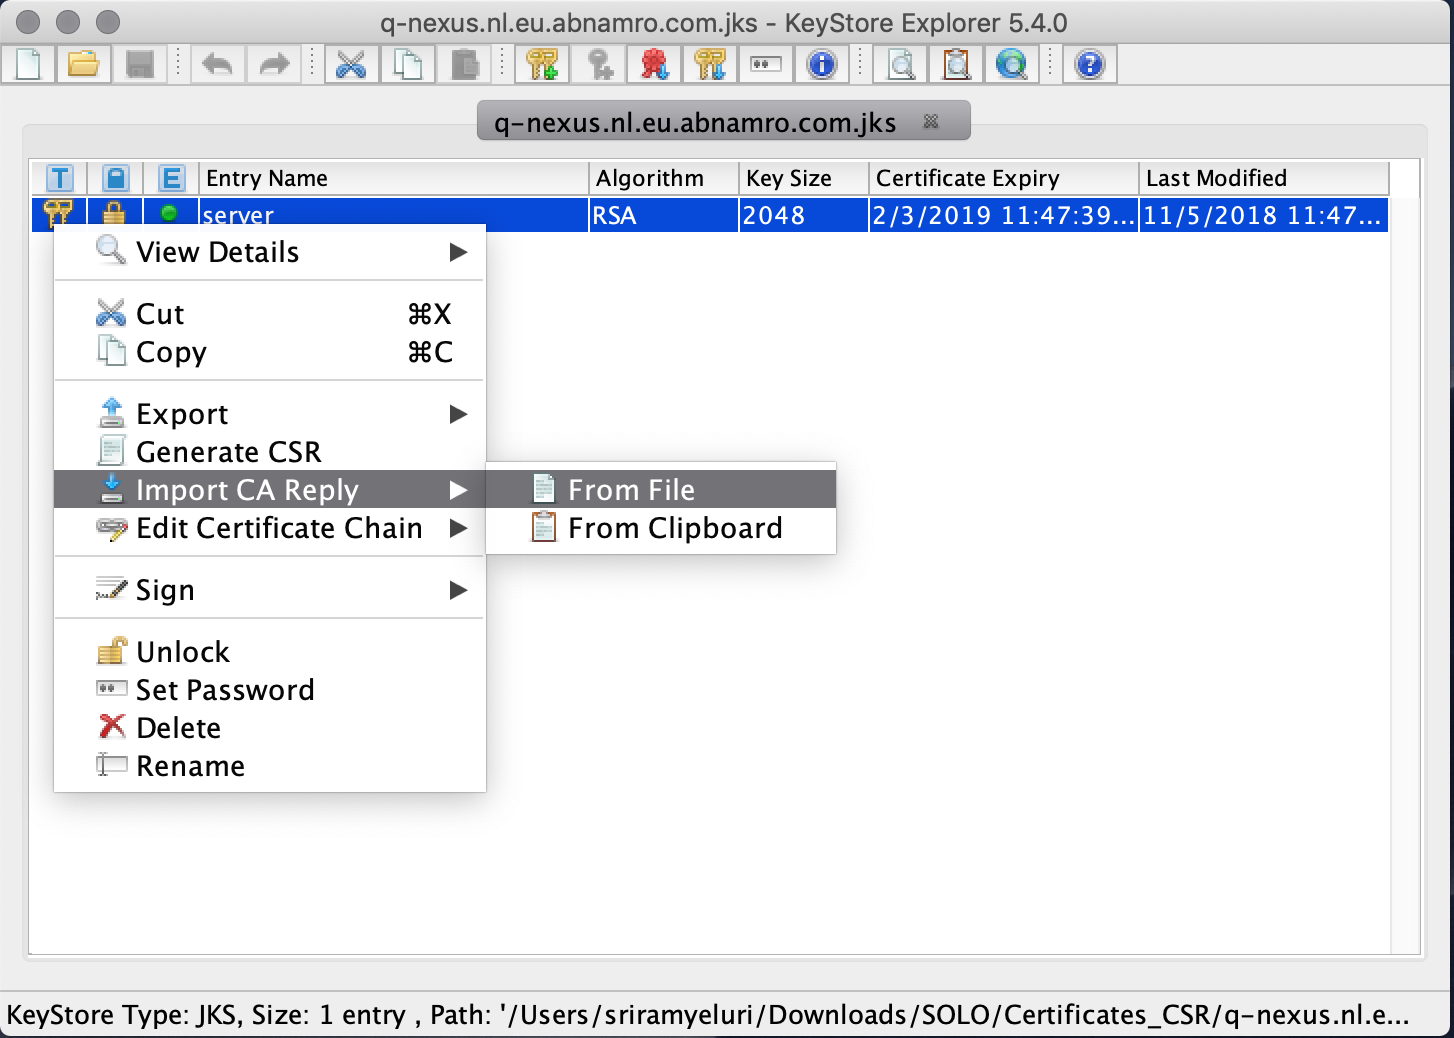 q-nexus.nl.eu.abnamro.com.jks - KeyStore Explorer 5.4.0
q-nexus.nl.eu.abnamro.com.jks
T E Entry Name Algorithm Key Size Certificate Expiry Last Modified
server RSA 2048 2/3/2019 11:47:39... 11/5/2018 11:47...
View Details
Cut ⌘X
Copy ⌘C
Export
Generate CSR
Import CA Reply
From File
Edit Certificate Chain
From Clipboard
Sign
Unlock
Set Password
Delete
Rename
KeyStore Type: JKS, Size: 1 entry , Path: '/Users/sriramyeluri/Downloads/SOLO/Certificates_CSR/q-nexus.nl.e...